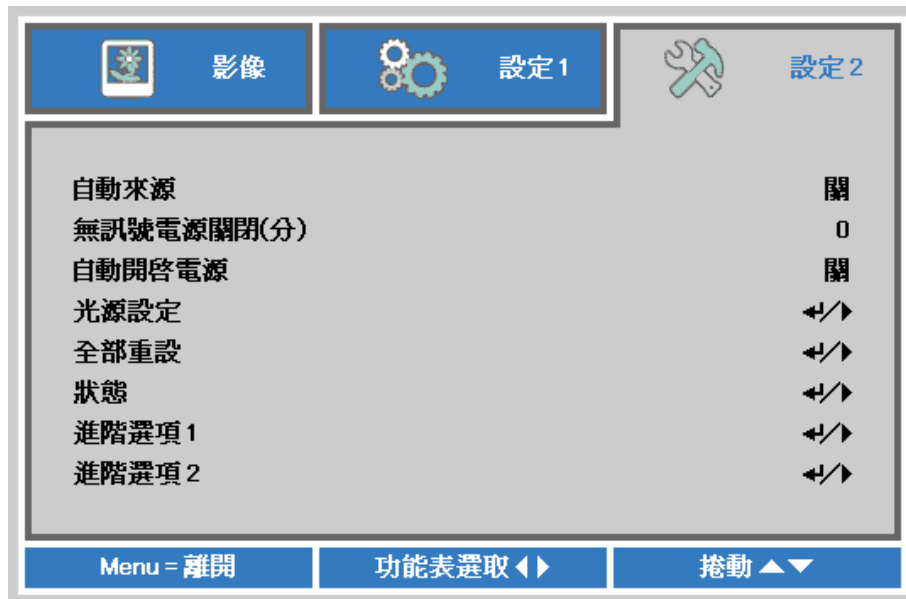 影像
設定 1
設定 2
自動來源 關
無訊號電源關閉(分) 0
自動開啓電源 關
光源設定 ↵/▶
全部重設 ↵/▶
狀態 ↵/▶
進階選項 1 ↵/▶
進階選項 2 ↵/▶
Menu = 離開
功能表選取 ◀▶
捲動 ▲▼